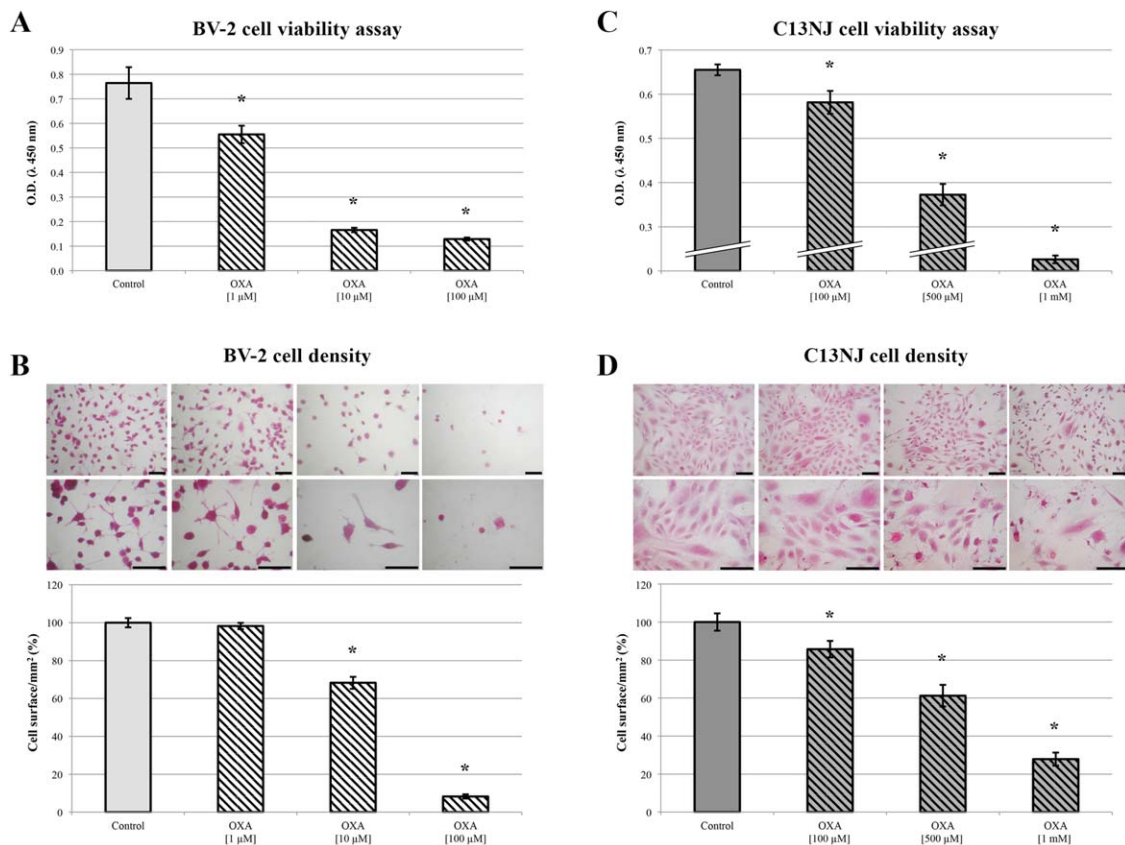 A
BV-2 cell viability assay
O.D. (λ 450 nm)
0.9
0.8
0.7
0.6
0.5
0.4
0.3
0.2
0.1
0.0
*
*
*
Control
OXA
[1 µM]
OXA
[10 µM]
OXA
[100 µM]
C
C13NJ cell viability assay
O.D. (λ 450 nm)
0.7
0.6
0.5
0.4
0.3
0
*
*
*
Control
OXA
[100 µM]
OXA
[500 µM]
OXA
[1 mM]
B
BV-2 cell density
Cell surface/mm² (%)
120
100
80
60
40
20
0
*
*
Control
OXA
[1 µM]
OXA
[10 µM]
OXA
[100 µM]
D
C13NJ cell density
Cell surface/mm² (%)
120
100
80
60
40
20
0
*
*
*
Control
OXA
[100 µM]
OXA
[500 µM]
OXA
[1 mM]